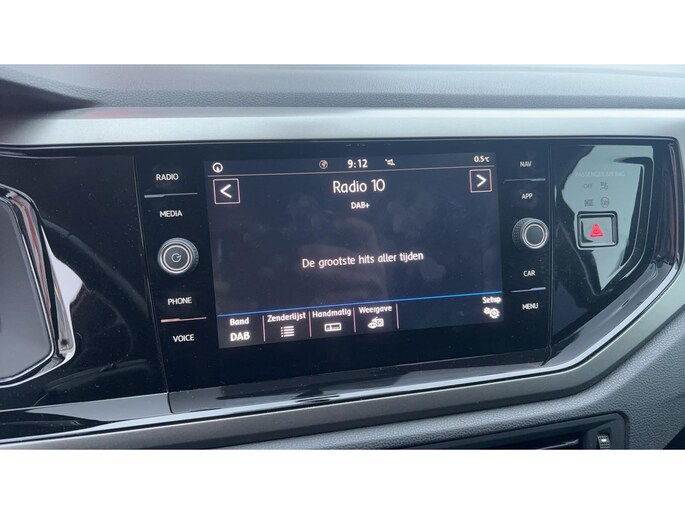 9:12
0.5°C
Radio 10
DAB+
De grootste hits aller tijden
Band
DAB
Zenderlijst
Handmatig
Weergave
Setup
RADIO
MEDIA
PHONE
VOICE
NAV
APP
CAR
MENU
OFF